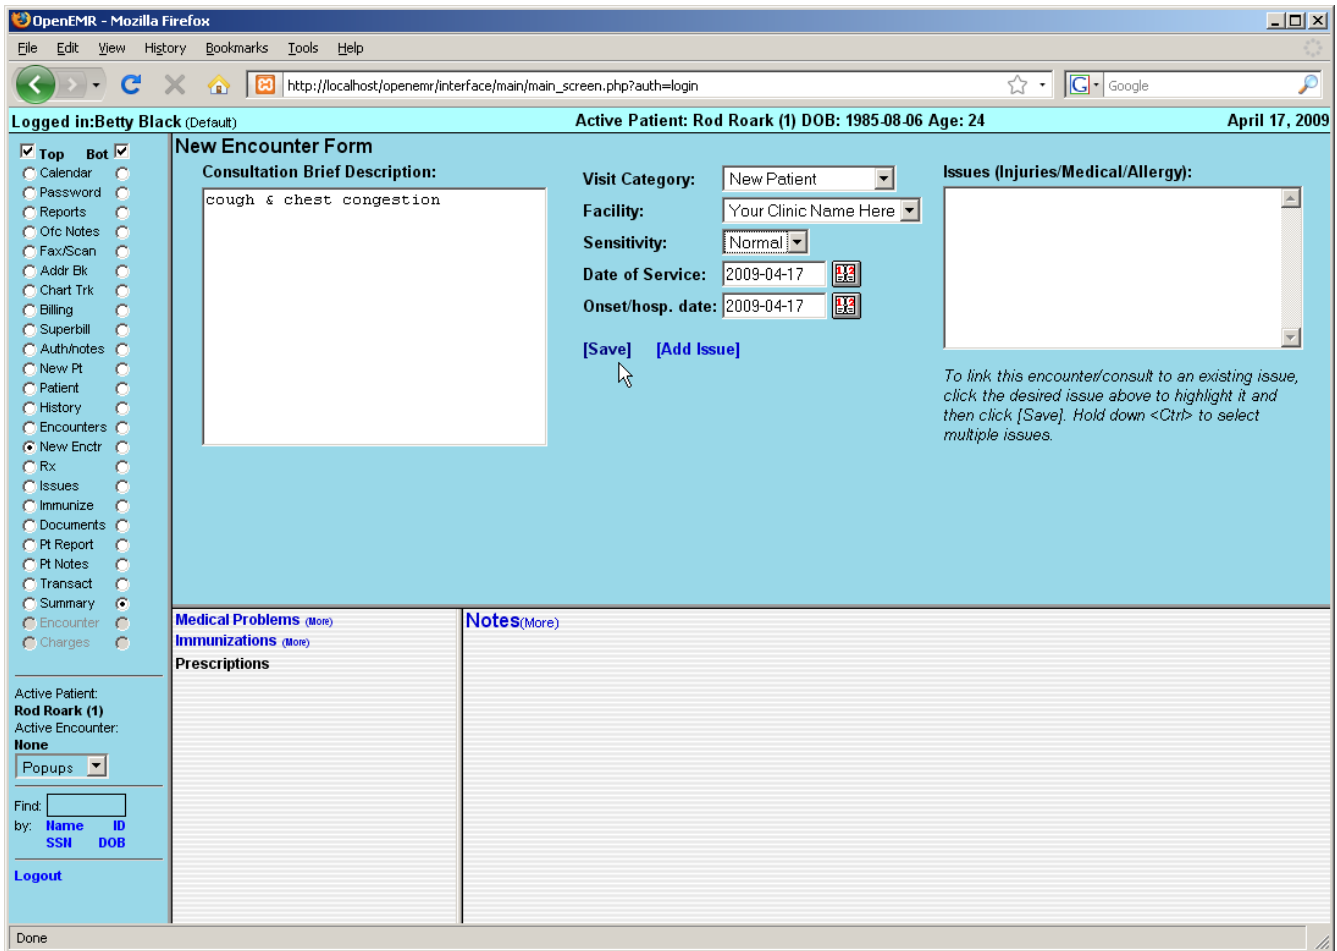 OpenEMR - Mozilla Firefox
File Edit View History Bookmarks Tools Help
http://localhost/openemr/interface/main/main_screen.php?auth=login
G Google
Logged in:Betty Black (Default) Active Patient: Rod Roark (1) DOB: 1985-08-06 Age: 24 April 17, 2009
Top Bot
Calendar
Password
Reports
Ofc Notes
Fax/Scan
Addr Bk
Chart Trk
Billing
Superbill
Auth/notes
New Pt
Patient
History
Encounters
New Enctr
Rx
Issues
Immunize
Documents
Pt Report
Pt Notes
Transact
Summary
Encounter
Charges
Active Patient:
Rod Roark (1)
Active Encounter:
None
Popups
Find:
by: Name ID
SSN DOB
Logout
New Encounter Form
Consultation Brief Description:
cough & chest congestion
Visit Category: New Patient
Facility: Your Clinic Name Here
Sensitivity: Normal
Date of Service: 2009-04-17
Onset/hosp. date: 2009-04-17
[Save] [Add Issue]
Issues (Injuries/Medical/Allergy):
To link this encounter/consult to an existing issue,
click the desired issue above to highlight it and
then click [Save]. Hold down <Ctrl> to select
multiple issues.
Medical Problems (More)
Immunizations (More)
Prescriptions
Notes(More)
Done